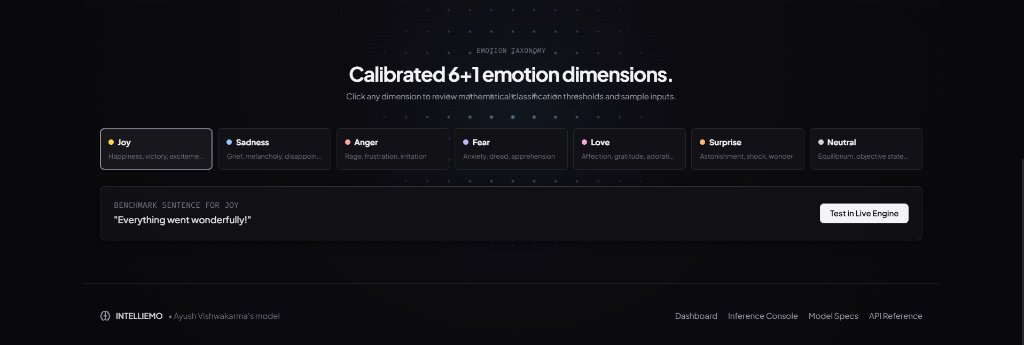 EMOTION TAXONOMY
Calibrated 6+1 emotion dimensions.
Click any dimension to review mathematical classification thresholds and sample inputs.
Joy
Happiness, victory, exciteme...
Sadness
Grief, melancholy, disappoin...
Anger
Rage, frustration, irritation
Fear
Anxiety, dread, apprehension
Love
Affection, gratitude, adorati...
Surprise
Astonishment, shock, wonder
Neutral
Equilibrium, objective state...
BENCHMARK SENTENCE FOR JOY
"Everything went wonderfully!"
Test in Live Engine
INTELLIEMO • Ayush Vishwakarma's model
Dashboard Inference Console Model Specs API Reference